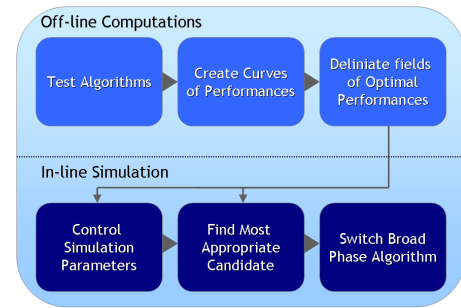 Off-line Computations
Test Algorithms
Create Curves
of Performances
Deliniate fields
of Optimal
Performances
In-line Simulation
Control
Simulation
Parameters
Find Most
Appropriate
Candidate
Switch Broad
Phase Algorithm